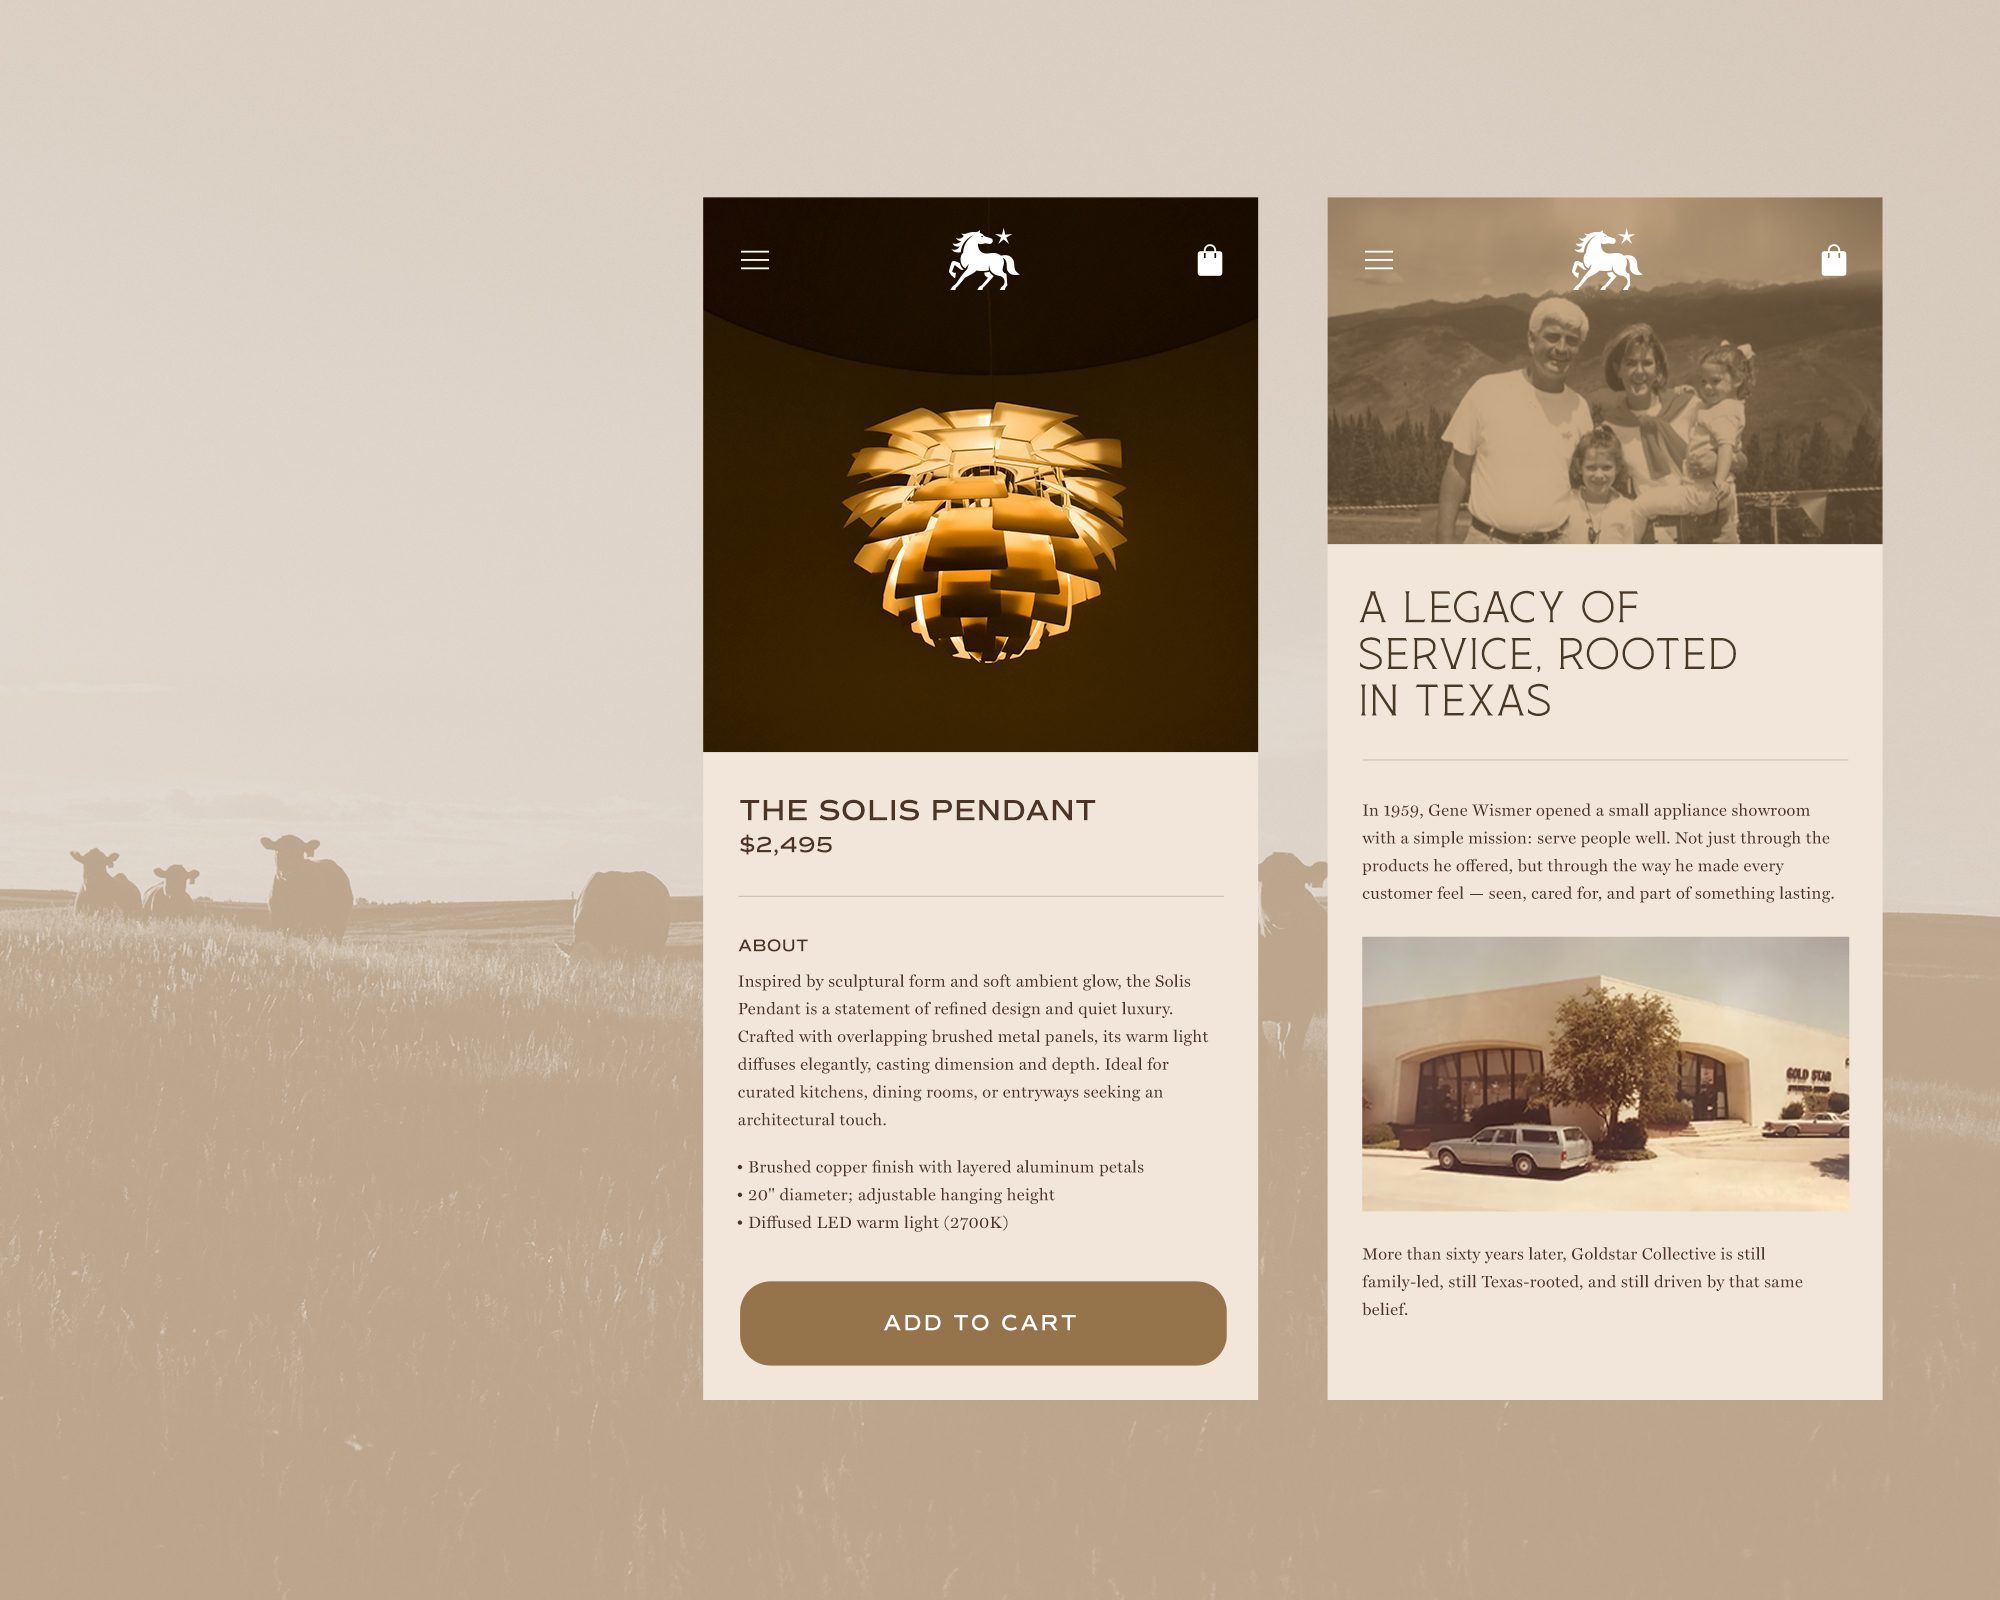 THE SOLIS PENDANT
$2,495
ABOUT
Inspired by sculptural form and soft ambient glow, the Solis
Pendant is a statement of refined design and quiet luxury.
Crafted with overlapping brushed metal panels, its warm light
diffuses elegantly, casting dimension and depth. Ideal for
curated kitchens, dining rooms, or entryways seeking an
architectural touch.
• Brushed copper finish with layered aluminum petals
• 20" diameter; adjustable hanging height
• Diffused LED warm light (2700K)
ADD TO CART
A LEGACY OF
SERVICE, ROOTED
IN TEXAS
In 1959, Gene Wismer opened a small appliance showroom
with a simple mission: serve people well. Not just through the
products he offered, but through the way he made every
customer feel — seen, cared for, and part of something lasting.
GOLD STAR
More than sixty years later, Goldstar Collective is still
family-led, still Texas-rooted, and still driven by that same
belief.